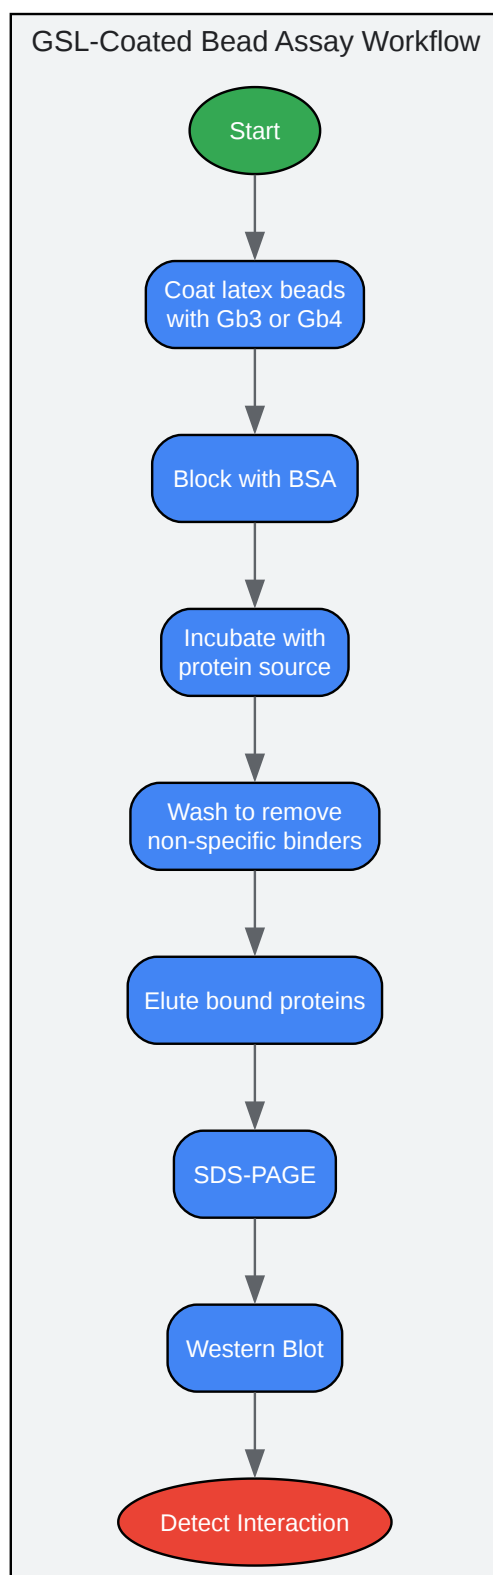 GSL-Coated Bead Assay Workflow
Start
Coat latex beads
with Gb3 or Gb4
Block with BSA
Incubate with
protein source
Wash to remove
non-specific binders
Elute bound proteins
SDS-PAGE
Western Blot
Detect Interaction